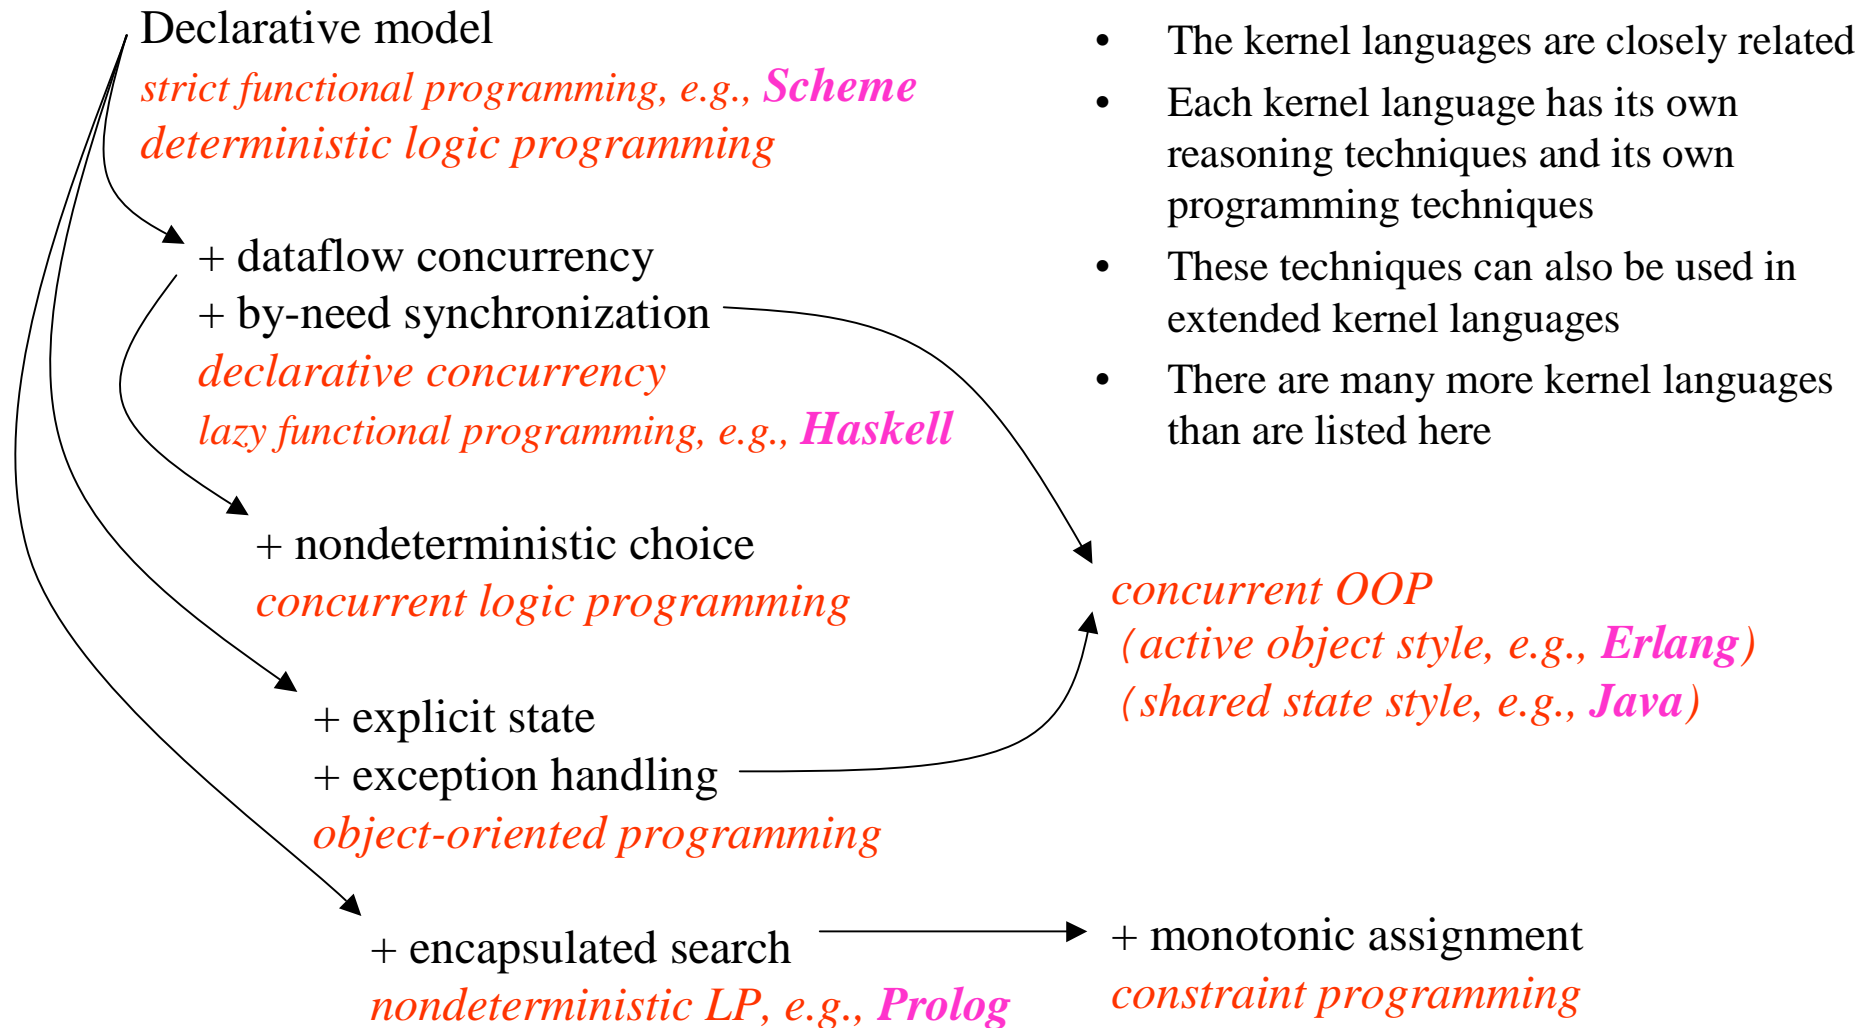 Declarative model
strict functional programming, e.g., Scheme
deterministic logic programming
+ dataflow concurrency
+ by-need synchronization
declarative concurrency
lazy functional programming, e.g., Haskell
+ nondeterministic choice
concurrent logic programming
+ explicit state
+ exception handling
object-oriented programming
+ encapsulated search
nondeterministic LP, e.g., Prolog
• The kernel languages are closely related
• Each kernel language has its own
reasoning techniques and its own
programming techniques
• These techniques can also be used in
extended kernel languages
• There are many more kernel languages
than are listed here
concurrent OOP
(active object style, e.g., Erlang)
(shared state style, e.g., Java)
+ monotonic assignment
constraint programming